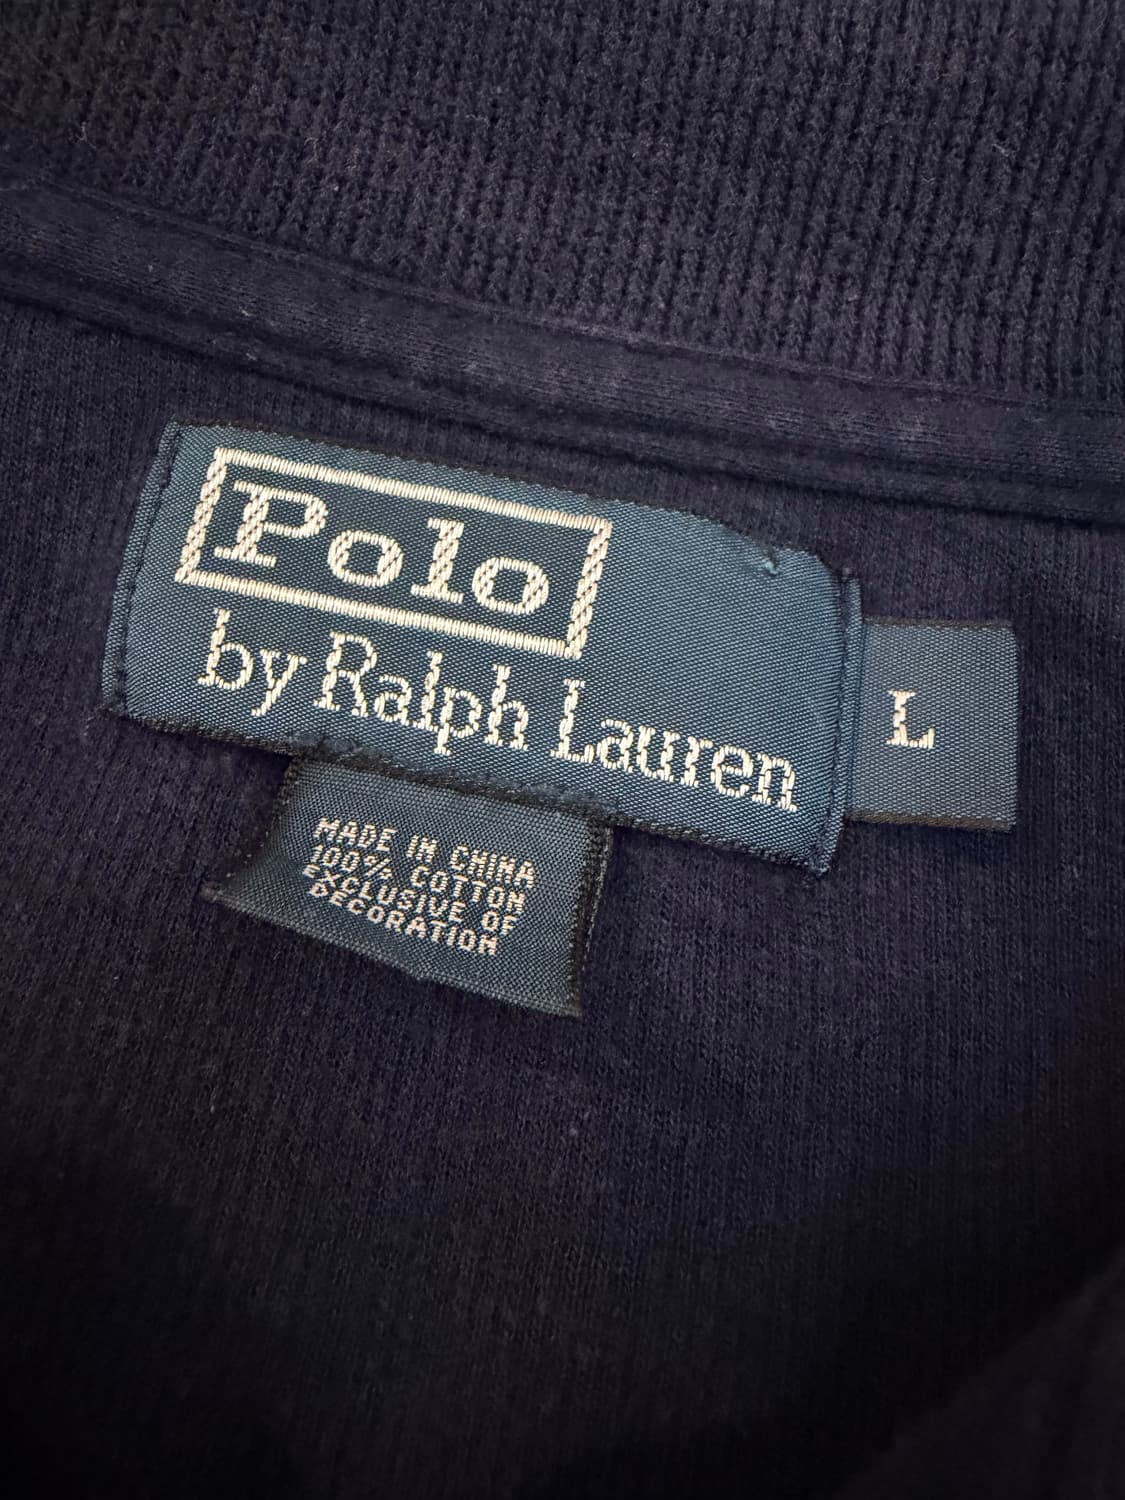 Polo
by Ralph Lauren
L
MADE IN CHINA
100% COTTON
EXCLUSIVE OF
DECORATION